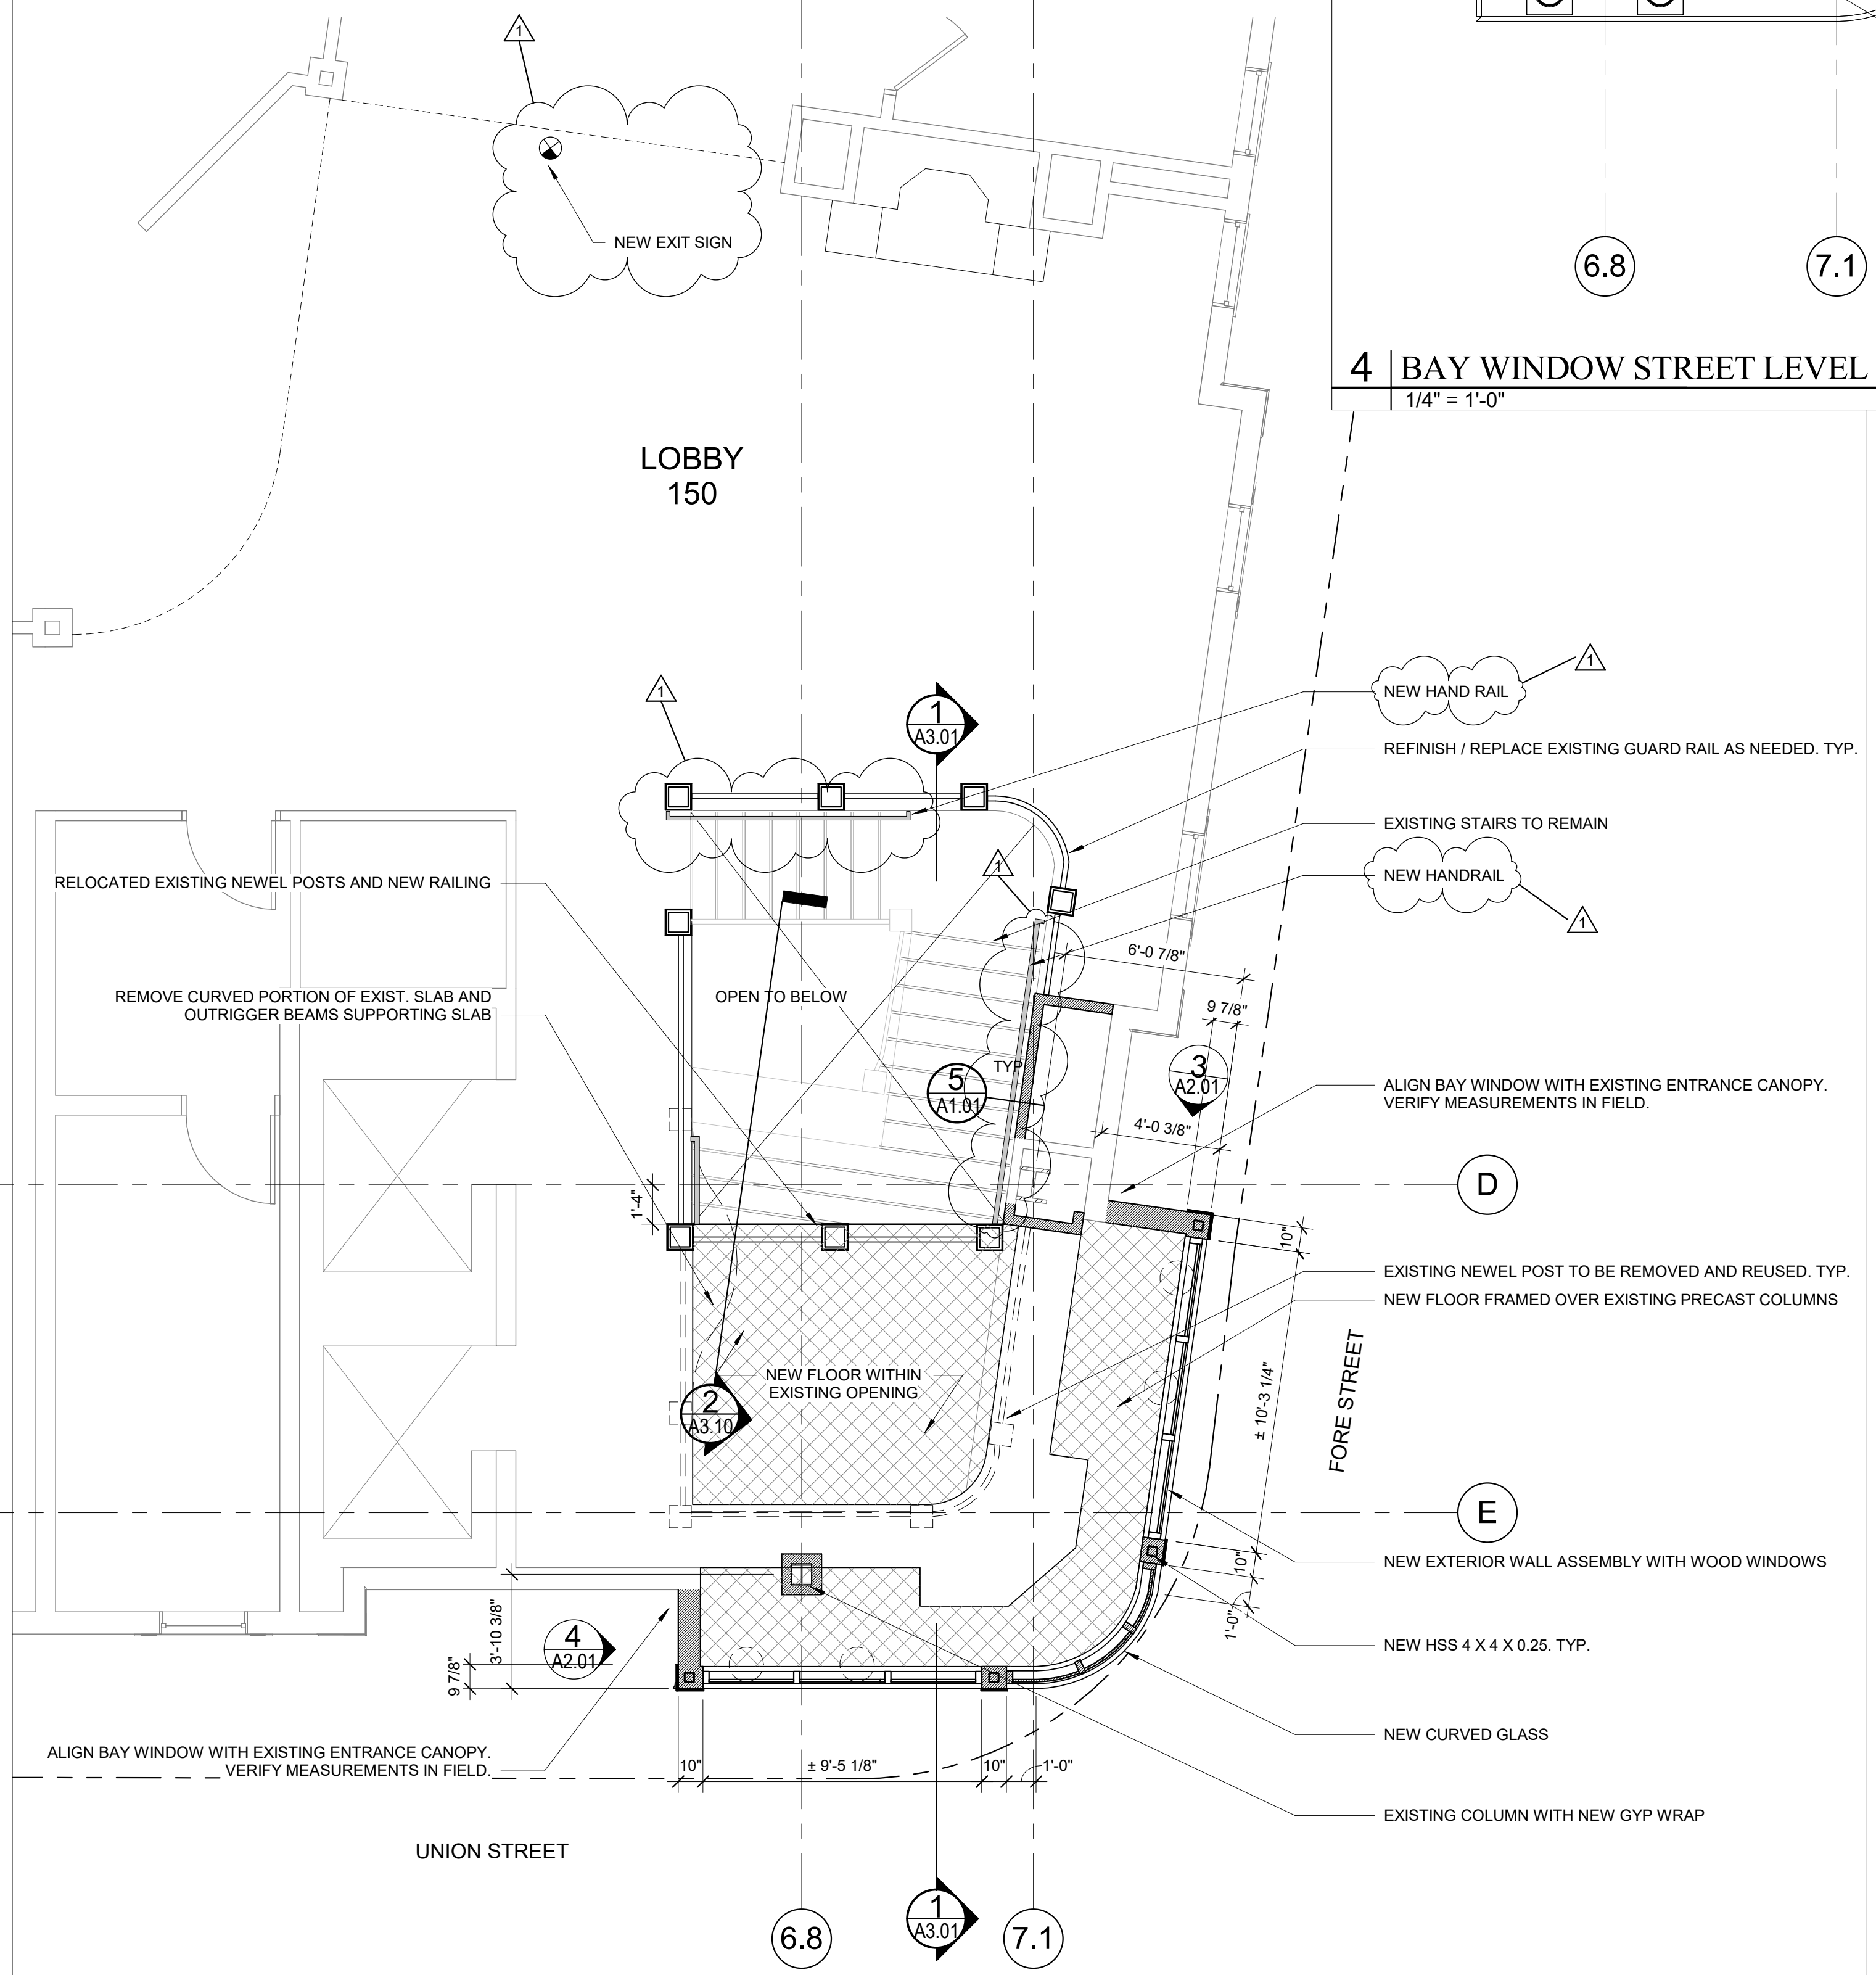 1
NEW EXIT SIGN
6.8
7.1
4
BAY WINDOW STREET LEVEL
1/4" = 1'-0"
LOBBY
150
1
NEW HAND RAIL
1
1
A3.01
REFINISH / REPLACE EXISTING GUARD RAIL AS NEEDED. TYP.
EXISTING STAIRS TO REMAIN
1
NEW HANDRAIL
1
RELOCATED EXISTING NEWEL POSTS AND NEW RAILING
6'-0 7/8"
REMOVE CURVED PORTION OF EXIST. SLAB AND
OUTRIGGER BEAMS SUPPORTING SLAB
OPEN TO BELOW
9 7/8"
TYP
5
A1.01
3
A2.01
ALIGN BAY WINDOW WITH EXISTING ENTRANCE CANOPY.
VERIFY MEASUREMENTS IN FIELD.
4'-0 3/8"
D
1'-4"
10"
EXISTING NEWEL POST TO BE REMOVED AND REUSED. TYP.
NEW FLOOR FRAMED OVER EXISTING PRECAST COLUMNS
NEW FLOOR WITHIN
EXISTING OPENING
2
A3.10
± 10'-3 1/4"
FORE STREET
E
10"
NEW EXTERIOR WALL ASSEMBLY WITH WOOD WINDOWS
1'-0"
3'-10 3/8"
4
A2.01
NEW HSS 4 X 4 X 0.25. TYP.
9 7/8"
NEW CURVED GLASS
ALIGN BAY WINDOW WITH EXISTING ENTRANCE CANOPY.
VERIFY MEASUREMENTS IN FIELD.
10"
± 9'-5 1/8"
10"
1'-0"
EXISTING COLUMN WITH NEW GYP WRAP
UNION STREET
6.8
1
A3.01
7.1